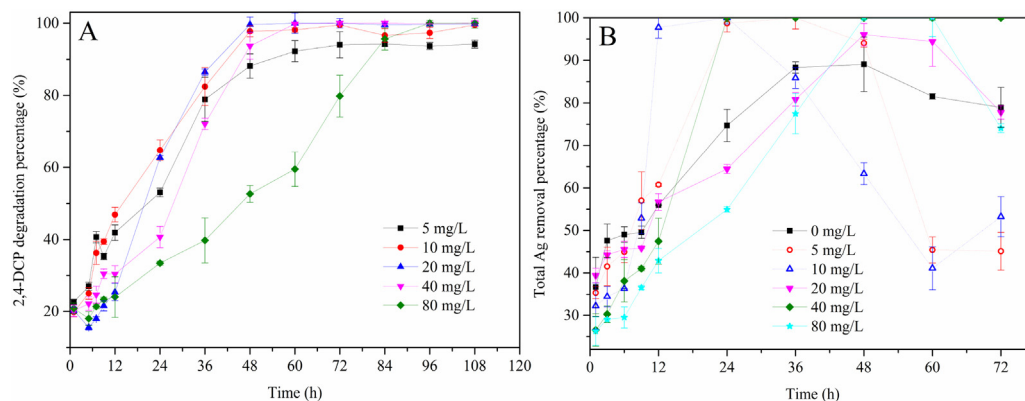 A
2,4-DCP degradation percentage (%)
100
80
60
40
20
5 mg/L
10 mg/L
20 mg/L
40 mg/L
80 mg/L
0 12 24 36 48 60 72 84 96 108 120
Time (h)
B
Total Ag removal percentage (%)
100
90
80
70
60
50
40
30
0 mg/L
5 mg/L
10 mg/L
20 mg/L
40 mg/L
80 mg/L
0 12 24 36 48 60 72
Time (h)